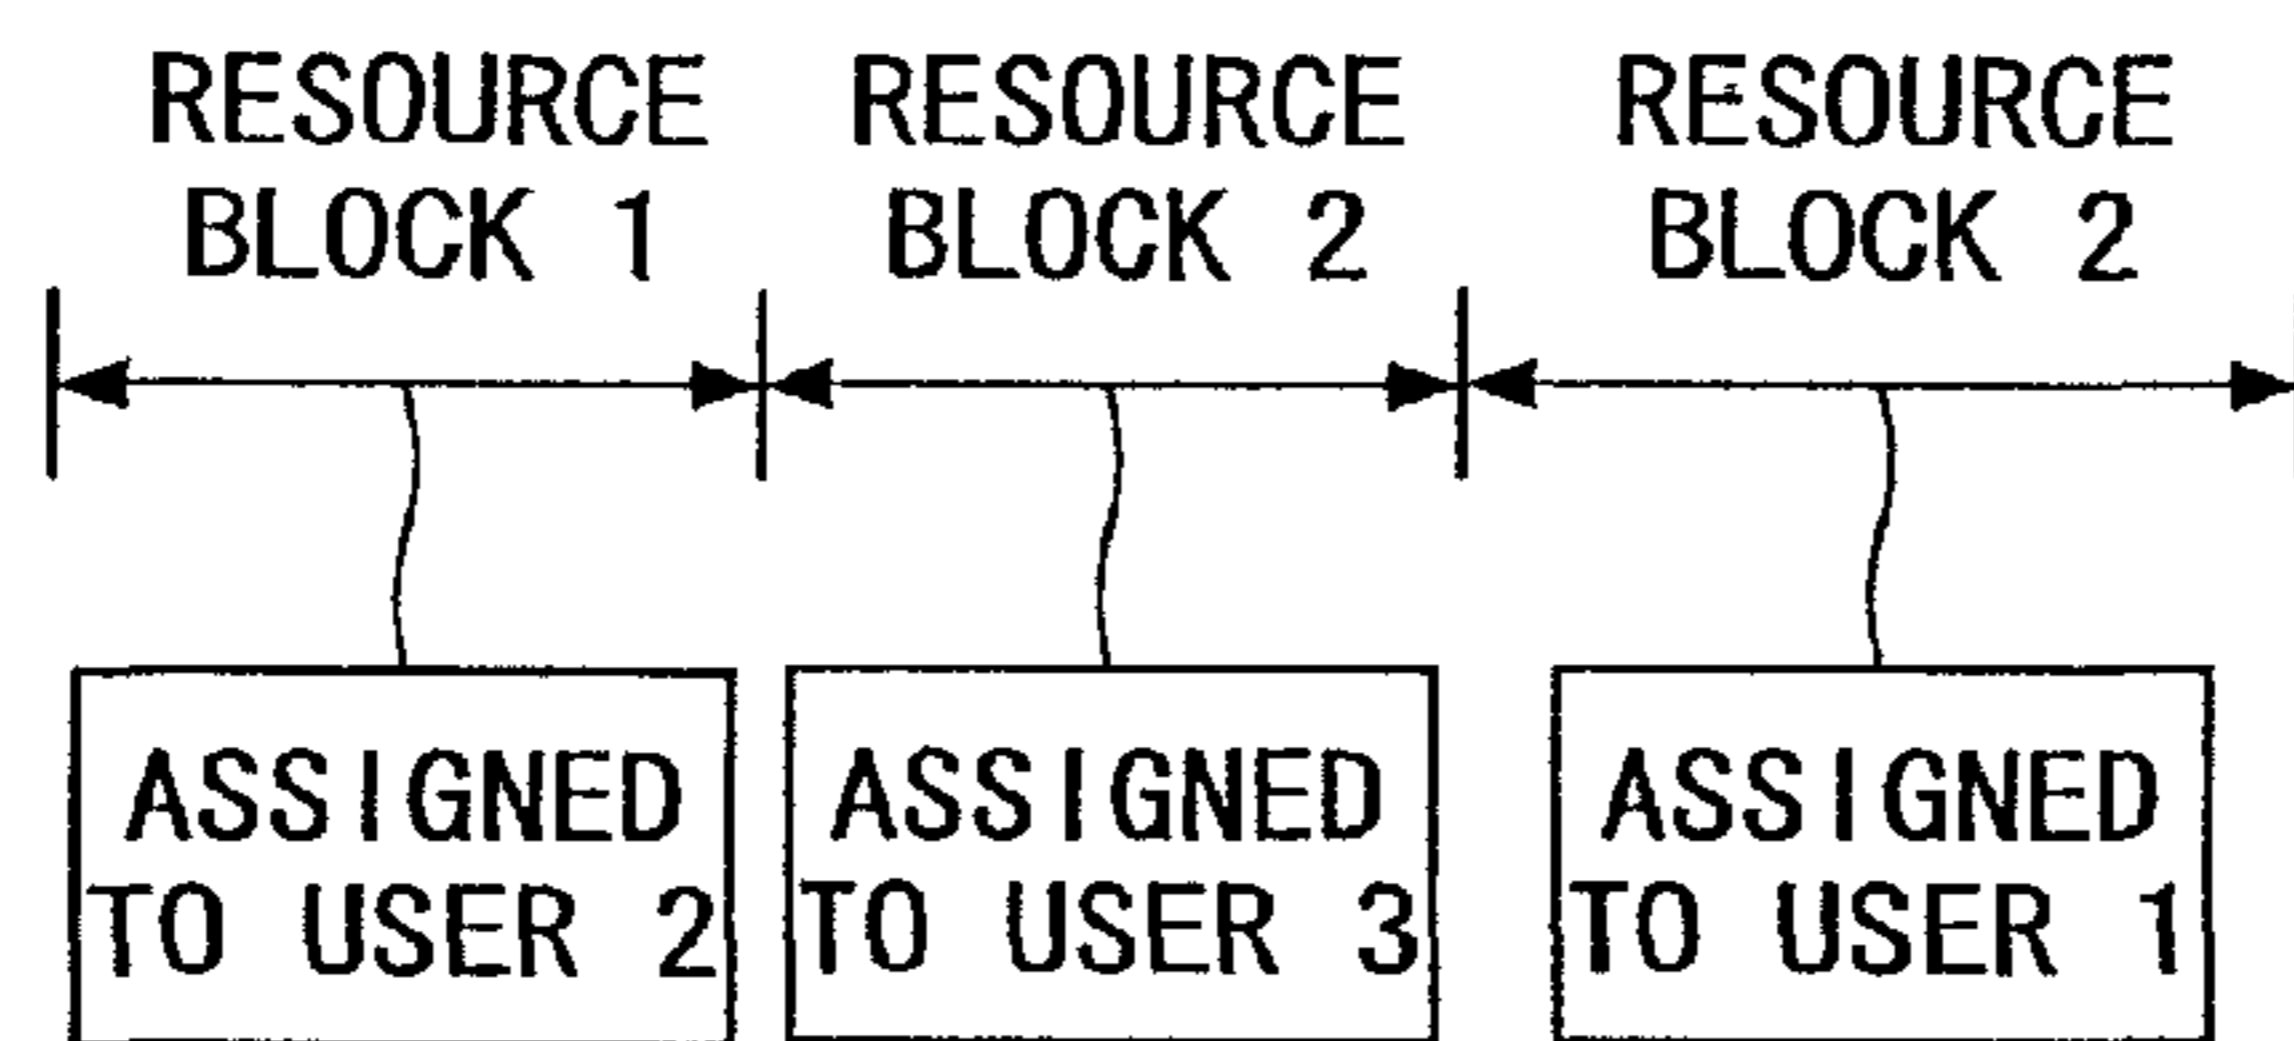 RESOURCE RESOURCE RESOURCE
BLOCK 1 BLOCK 2 BLOCK 2
ASSIGNED ASSIGNED ASSIGNED
TO USER 2 TO USER 3 TO USER 1